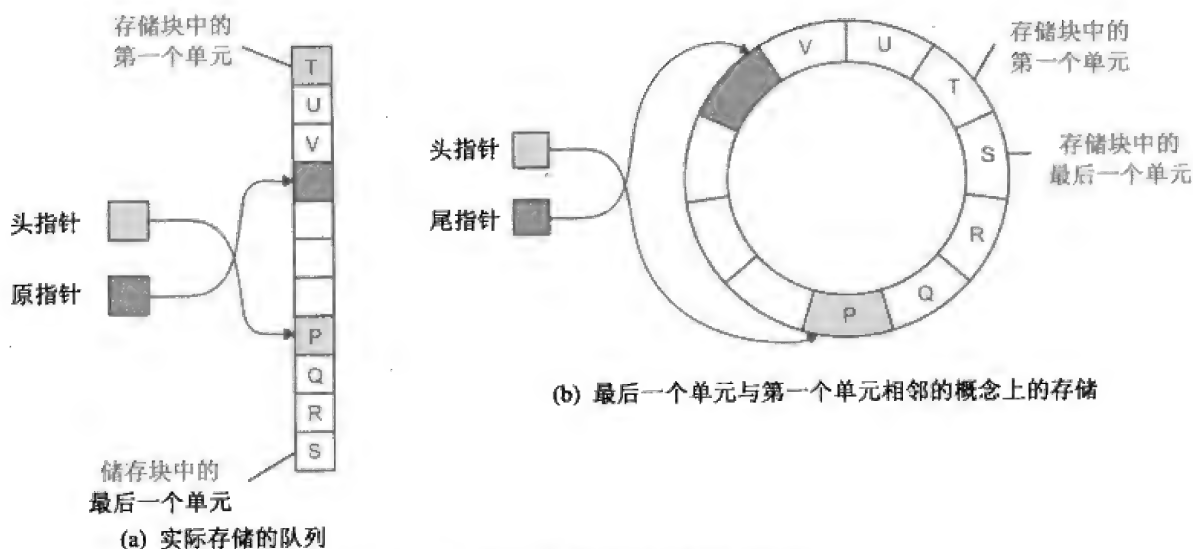 存储块中的
第一个单元
T
U
V
头指针
原指针
P
Q
R
S
储存块中的
最后一个单元
(a) 实际存储的队列
V
U
T
S
R
Q
P
存储块中的
第一个单元
存储块中的
最后一个单元
头指针
尾指针
(b) 最后一个单元与第一个单元相邻的概念上的存储